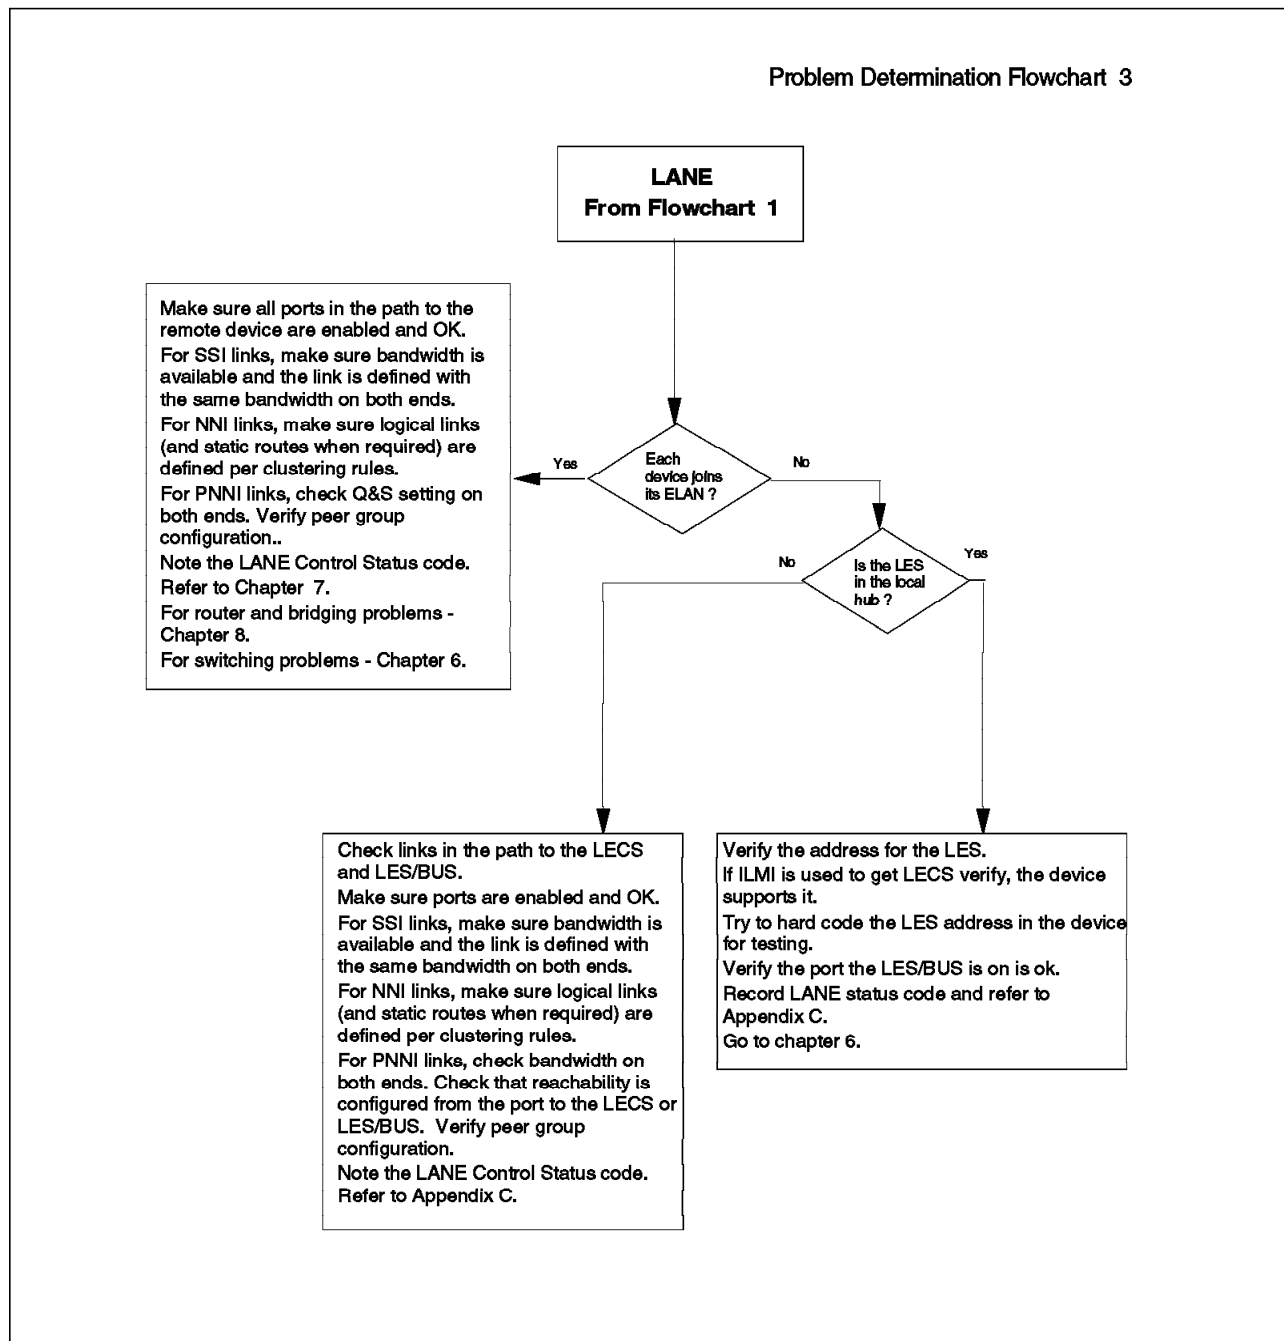 Problem Determination Flowchart 3
LANE
From Flowchart 1
Make sure all ports in the path to the
remote device are enabled and OK.
For SSI links, make sure bandwidth is
available and the link is defined with
the same bandwidth on both ends.
For NNI links, make sure logical links
(and static routes when required) are
defined per clustering rules.
For PNNI links, check Q&S setting on
both ends. Verify peer group
configuration..
Note the LANE Control Status code.
Refer to Chapter 7.
For router and bridging problems -
Chapter 8.
For switching problems - Chapter 6.
Yes
Each
device joins
its ELAN ?
No
No
Is the LES
in the local
hub ?
Yes
Check links in the path to the LECS
and LES/BUS.
Make sure ports are enabled and OK.
For SSI links, make sure bandwidth is
available and the link is defined with
the same bandwidth on both ends.
For NNI links, make sure logical links
(and static routes when required) are
defined per clustering rules.
For PNNI links, check bandwidth on
both ends. Check that reachability is
configured from the port to the LECS or
LES/BUS. Verify peer group
configuration.
Note the LANE Control Status code.
Refer to Appendix C.
Verify the address for the LES.
If ILMI is used to get LECS verify, the device
supports it.
Try to hard code the LES address in the device
for testing.
Verify the port the LES/BUS is on is ok.
Record LANE status code and refer to
Appendix C.
Go to chapter 6.